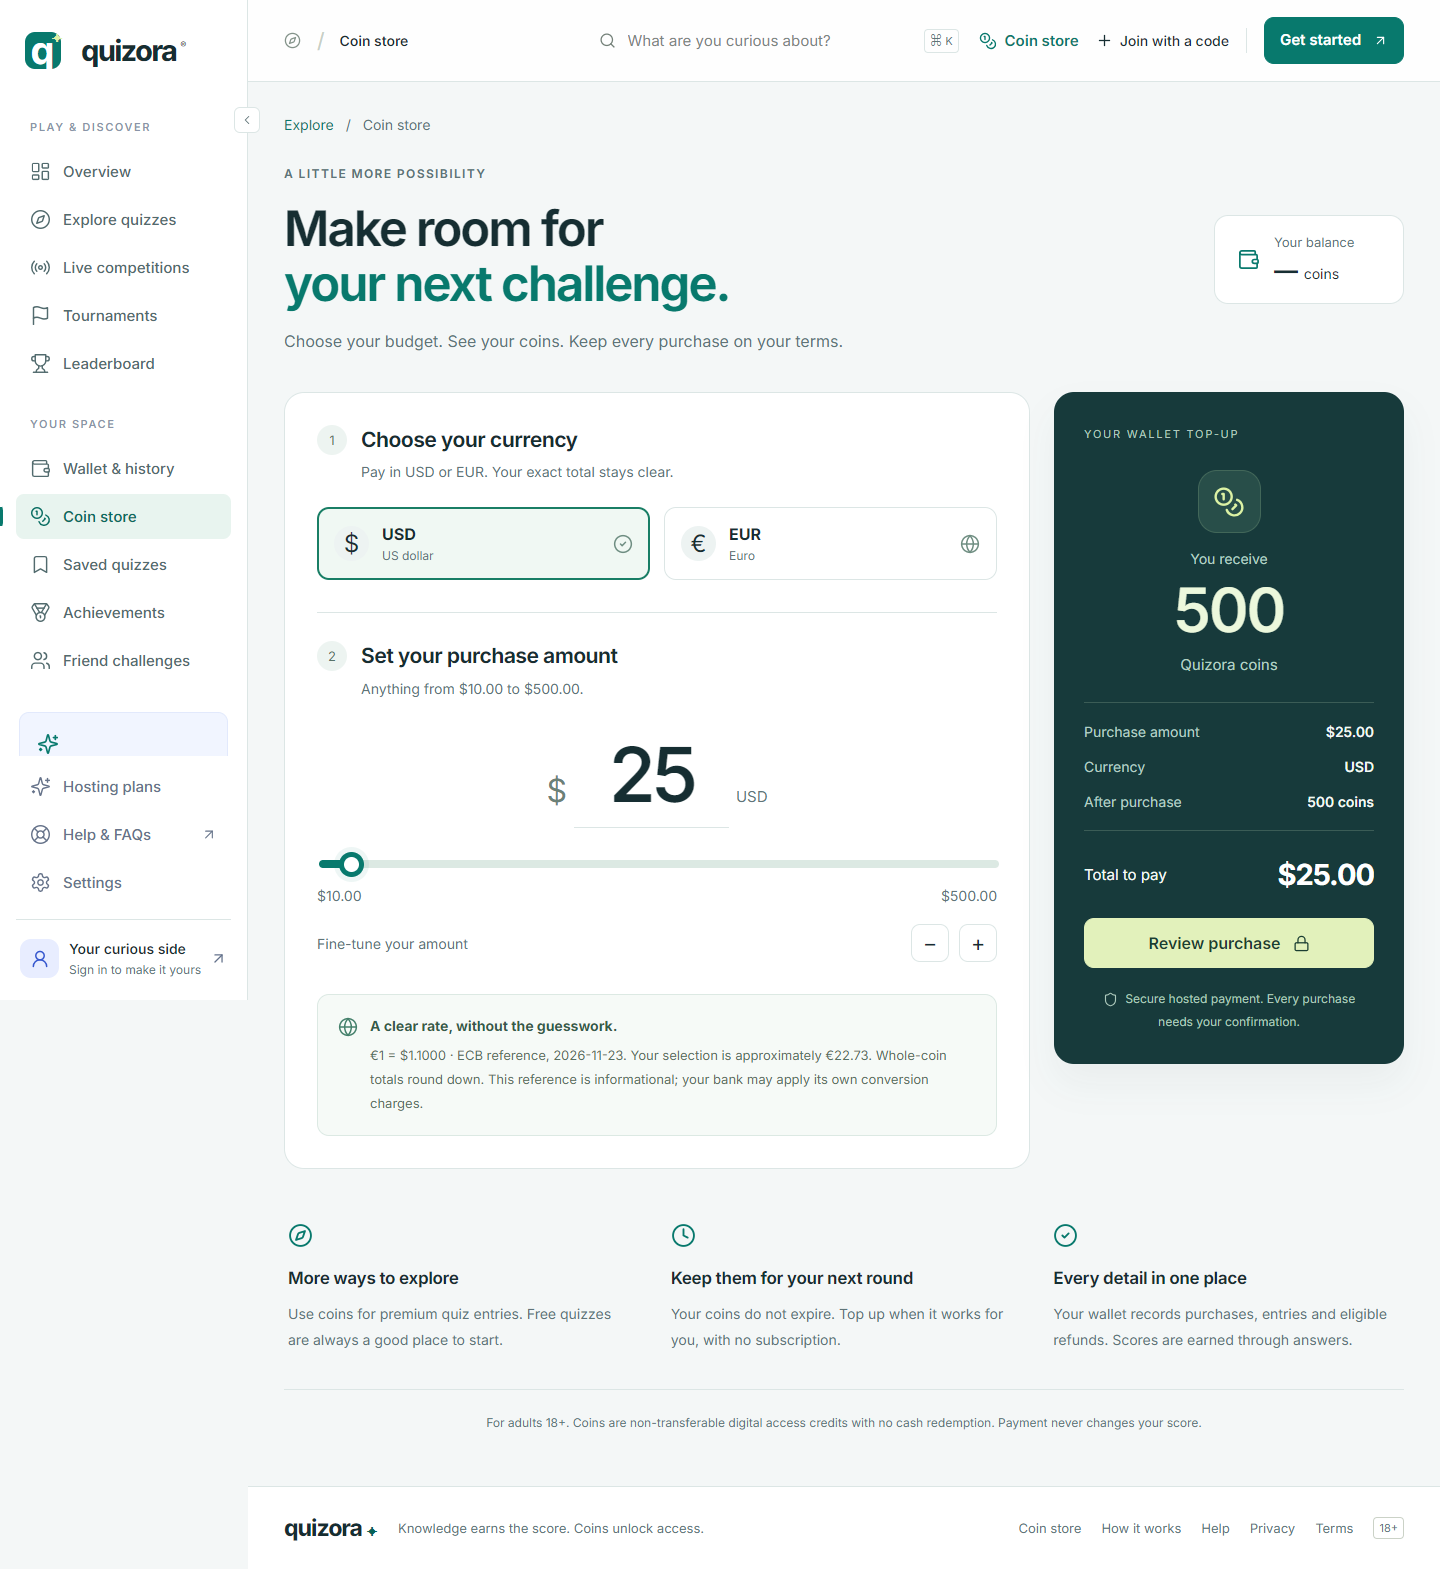 quizora®
PLAY & DISCOVER
Overview
Explore quizzes
Live competitions
Tournaments
Leaderboard
YOUR SPACE
Wallet & history
Coin store
Saved quizzes
Achievements
Friend challenges
Hosting plans
Help & FAQs
Settings
Your curious side
Sign in to make it yours
/ Coin store
What are you curious about?
⌘ K
Coin store
Join with a code
Get started
Explore / Coin store
A LITTLE MORE POSSIBILITY
Make room for
your next challenge.
Choose your budget. See your coins. Keep every purchase on your terms.
Your balance
— coins
1 Choose your currency
Pay in USD or EUR. Your exact total stays clear.
$ USD
US dollar
€ EUR
Euro
2 Set your purchase amount
Anything from $10.00 to $500.00.
$ 25 USD
$10.00 $500.00
Fine-tune your amount − +
A clear rate, without the guesswork.
€1 = $1.1000 · ECB reference, 2026-11-23. Your selection is approximately €22.73. Whole-coin
totals round down. This reference is informational; your bank may apply its own conversion
charges.
YOUR WALLET TOP-UP
You receive
500
Quizora coins
Purchase amount $25.00
Currency USD
After purchase 500 coins
Total to pay $25.00
Review purchase
Secure hosted payment. Every purchase
needs your confirmation.
More ways to explore
Use coins for premium quiz entries. Free quizzes
are always a good place to start.
Keep them for your next round
Your coins do not expire. Top up when it works for
you, with no subscription.
Every detail in one place
Your wallet records purchases, entries and eligible
refunds. Scores are earned through answers.
For adults 18+. Coins are non-transferable digital access credits with no cash redemption. Payment never changes your score.
quizora
Knowledge earns the score. Coins unlock access.
Coin store How it works Help Privacy Terms 18+